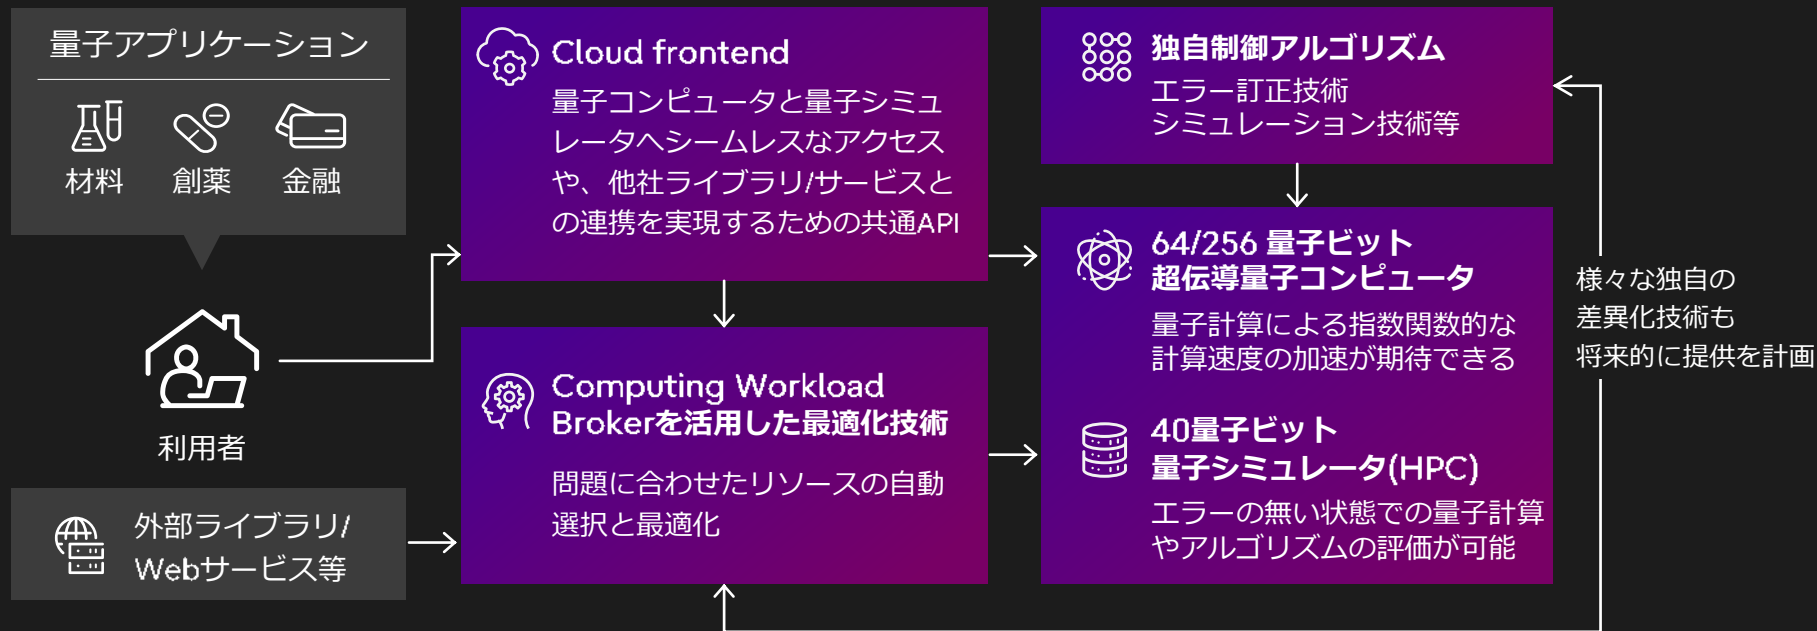 量子アプリケーション
材料
創薬
金融
利用者
外部ライブラリ/
Webサービス等
Cloud frontend
量子コンピュータと量子シミュ
レータへシームレスなアクセス
や、他社ライブラリ/サービスと
の連携を実現するための共通API
Computing Workload
Brokerを活用した最適化技術
問題に合わせたリソースの自動
選択と最適化
独自制御アルゴリズム
エラー訂正技術
シミュレーション技術等
64/256 量子ビット
超伝導量子コンピュータ
量子計算による指数関数的な
計算速度の加速が期待できる
40量子ビット
量子シミュレータ(HPC)
エラーの無い状態での量子計算
やアルゴリズムの評価が可能
様々な独自の
差異化技術も
将来的に提供を計画